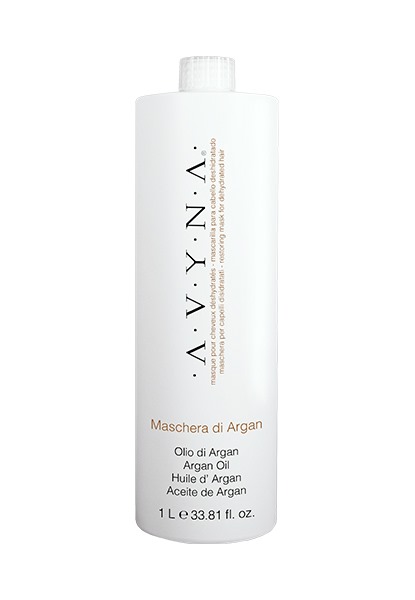 ·A·V·Y·N·A·®
masque pour cheveux déshydratés - mascarilla para cabello deshidratado
maschera per capelli disidratati - restoring mask for dehydrated hair
Maschera di Argan
Olio di Argan
Argan Oil
Huile d' Argan
Aceite de Argan
1 L ℮ 33.81 fl. oz.